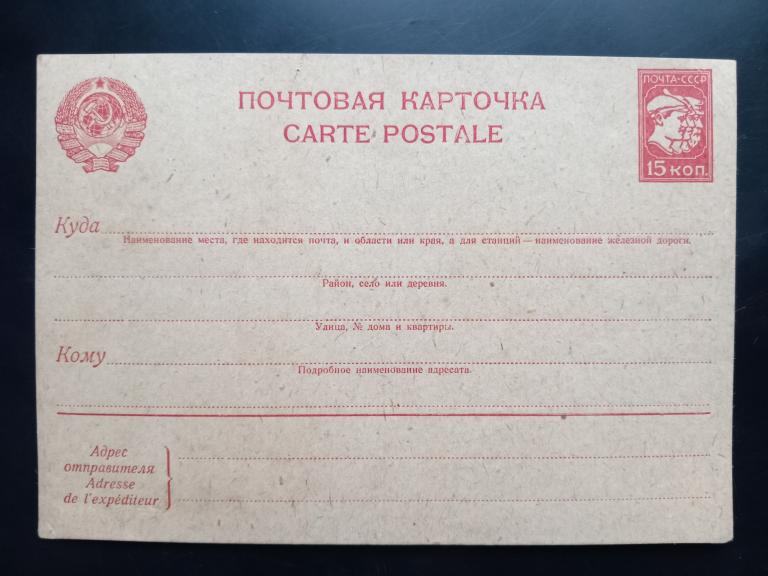 ПОЧТОВАЯ КАРТОЧКА
CARTE POSTALE
ПОЧТА-СССР
15 КОП.
Куда
Наименование места, где находится почта, и области или края, а для станций — наименование железной дороги.
Район, село или деревня.
Улица, № дома и квартиры.
Кому
Подробное наименование адресата.
Адрес
отправителя
Adresse
de l'expéditeur